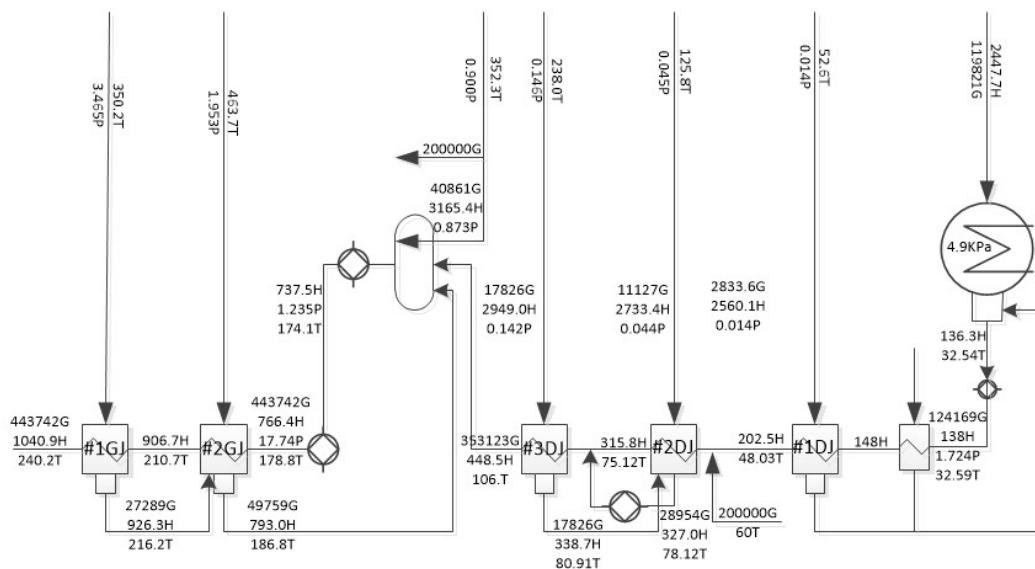 350.2T
3.465P
463.7T
1.953P
352.3T
0.900P
238.0T
0.146P
125.8T
0.045P
52.6T
0.014P
2447.7H
119821G
200000G
40861G
3165.4H
0.873P
4.9KPa
737.5H
1.235P
174.1T
17826G
2949.0H
0.142P
11127G
2733.4H
0.044P
2833.6G
2560.1H
0.014P
136.3H
32.54T
443742G
1040.9H
240.2T
#1GJ
906.7H
210.7T
#2GJ
443742G
766.4H
17.74P
178.8T
353123G
448.5H
106.T
#3DJ
315.8H
75.12T
#2DJ
202.5H
48.03T
#1DJ
148H
124169G
138H
1.724P
32.59T
27289G
926.3H
216.2T
49759G
793.0H
186.8T
17826G
338.7H
80.91T
28954G
327.0H
78.12T
200000G
60T